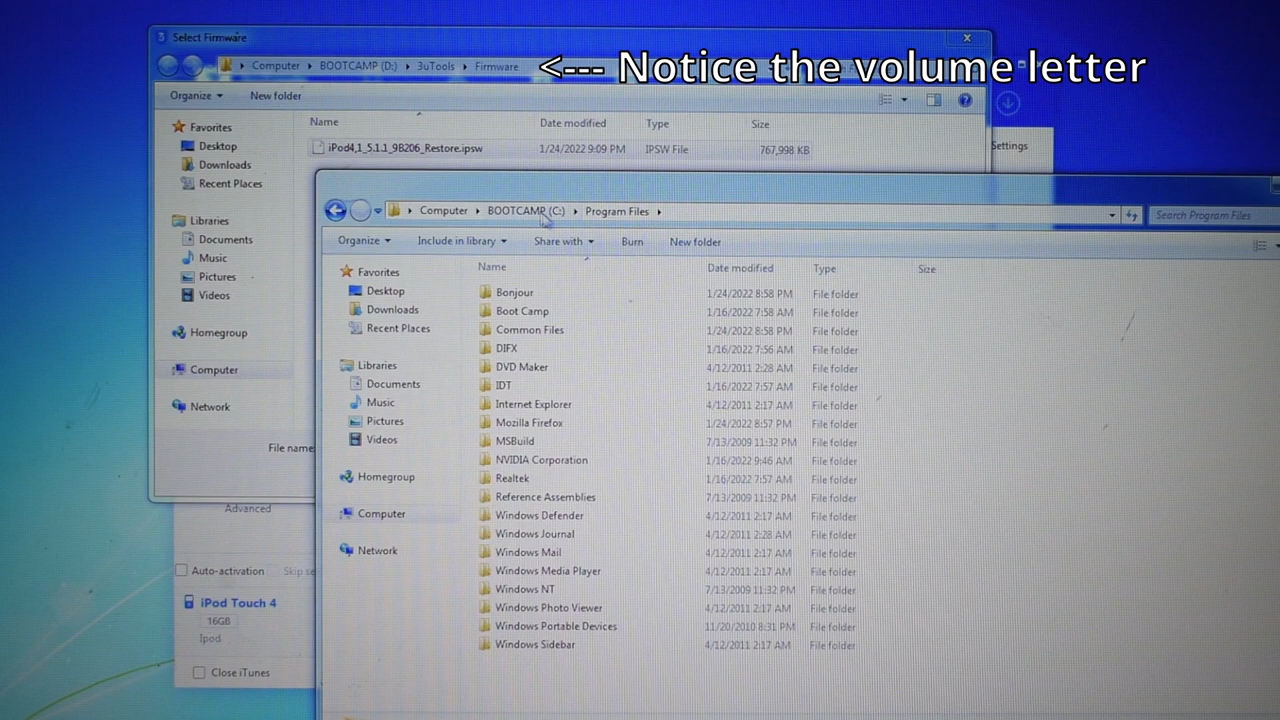 Select Firmware
Computer BOOTCAMP (D:) 3uTools Firmware
<--- Notice the volume letter
Organize New folder
Name Date modified Type Size
Favorites
Desktop
Downloads
Recent Places
Libraries
Documents
Music
Pictures
Videos
Homegroup
Computer
Network
iPod4,1_5.1.1_9B206_Restore.ipsw 1/24/2022 9:09 PM IPSW File 767,998 KB
File name:
Settings
Computer BOOTCAMP (C:) Program Files
Search Program Files
Organize Include in library Share with Burn New folder
Name Date modified Type Size
Favorites
Desktop
Downloads
Recent Places
Libraries
Documents
Music
Pictures
Videos
Homegroup
Computer
Network
Bonjour 1/24/2022 8:58 PM File folder
Boot Camp 1/16/2022 7:58 AM File folder
Common Files 1/24/2022 8:58 PM File folder
DIFX 1/16/2022 7:56 AM File folder
DVD Maker 4/12/2011 2:28 AM File folder
IDT 1/16/2022 7:57 AM File folder
Internet Explorer 4/12/2011 2:17 AM File folder
Mozilla Firefox 1/24/2022 8:57 PM File folder
MSBuild 7/13/2009 11:32 PM File folder
NVIDIA Corporation 1/16/2022 9:46 AM File folder
Realtek 1/16/2022 7:57 AM File folder
Reference Assemblies 7/13/2009 11:32 PM File folder
Windows Defender 4/12/2011 2:17 AM File folder
Windows Journal 4/12/2011 2:28 AM File folder
Windows Mail 4/12/2011 2:17 AM File folder
Windows Media Player 4/12/2011 2:17 AM File folder
Windows NT 7/13/2009 11:32 PM File folder
Windows Photo Viewer 4/12/2011 2:17 AM File folder
Windows Portable Devices 11/20/2010 8:31 PM File folder
Windows Sidebar 4/12/2011 2:17 AM File folder
Advanced
Auto-activation Skip se
iPod Touch 4
16GB
Ipod
Close iTunes